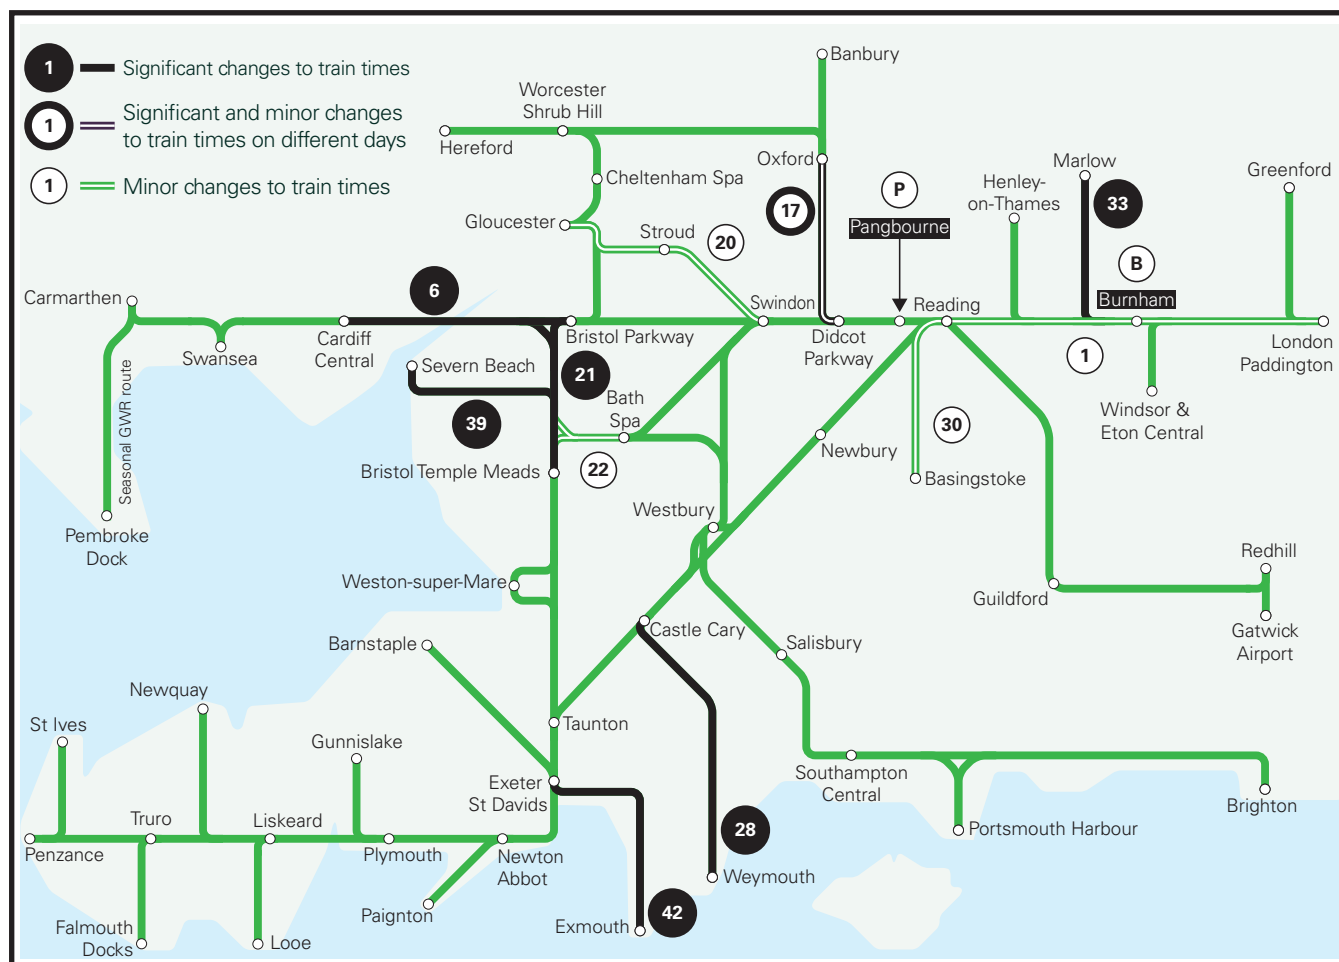 1 Significant changes to train times
1 Significant and minor changes
to train times on different days
1 Minor changes to train times
Banbury
Worcester
Shrub Hill
Hereford
Oxford
Marlow
Greenford
Cheltenham Spa
Henley-
on-Thames
P
33
17
Gloucester
Stroud
20
Pangbourne
B
6
Carmarthen
Burnham
Swindon
Reading
Cardiff
Central
Bristol Parkway
Didcot
Parkway
London
Paddington
Swansea
1
Severn Beach
21
Seasonal GWR route
Bath
Spa
39
Windsor &
Eton Central
30
Newbury
22
Bristol Temple Meads
Basingstoke
Westbury
Pembroke
Dock
Redhill
Weston-super-Mare
Guildford
Castle Cary
Gatwick
Airport
Barnstaple
Salisbury
Newquay
St Ives
Taunton
Gunnislake
Exeter
St Davids
Southampton
Central
Brighton
Truro
Liskeard
28
Portsmouth Harbour
Penzance
Plymouth
Newton
Abbot
Weymouth
Paignton
42
Falmouth
Docks
Looe
Exmouth